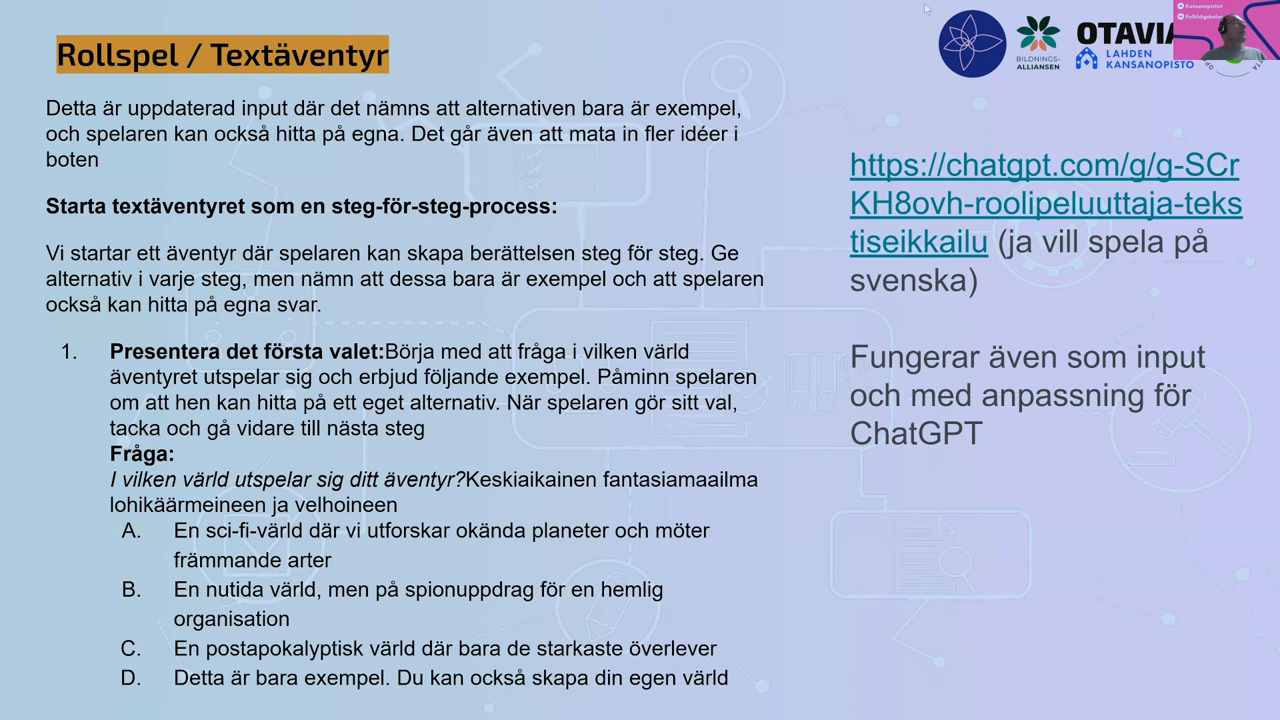 Rollspel / Textäventyr
Detta är uppdaterad input där det nämns att alternativen bara är exempel,
och spelaren kan också hitta på egna. Det går även att mata in fler idéer i
boten
Starta textäventyret som en steg-för-steg-process:
Vi startar ett äventyr där spelaren kan skapa berättelsen steg för steg. Ge
alternativ i varje steg, men nämn att dessa bara är exempel och att spelaren
också kan hitta på egna svar.
1. Presentera det första valet:Börja med att fråga i vilken värld
äventyret utspelar sig och erbjud följande exempel. Påminn spelaren
om att hen kan hitta på ett eget alternativ. När spelaren gör sitt val,
tacka och gå vidare till nästa steg
Fråga:
I vilken värld utspelar sig ditt äventyr?Keskiaikainen fantasiamaailma
lohikäärmeineen ja velhoineen
A. En sci-fi-värld där vi utforskar okända planeter och möter
främmande arter
B. En nutida värld, men på spionuppdrag för en hemlig
organisation
C. En postapokalyptisk värld där bara de starkaste överlever
D. Detta är bara exempel. Du kan också skapa din egen värld
https://chatgpt.com/g/g-SCr
KH8ovh-roolipeluuttaja-teks
tiseikkailu (ja vill spela på
svenska)
Fungerar även som input
och med anpassning för
ChatGPT
BILDNINGS-
ALLIANSEN
OTAVIA
LAHDEN
KANSANOPISTO
Kansanopistot